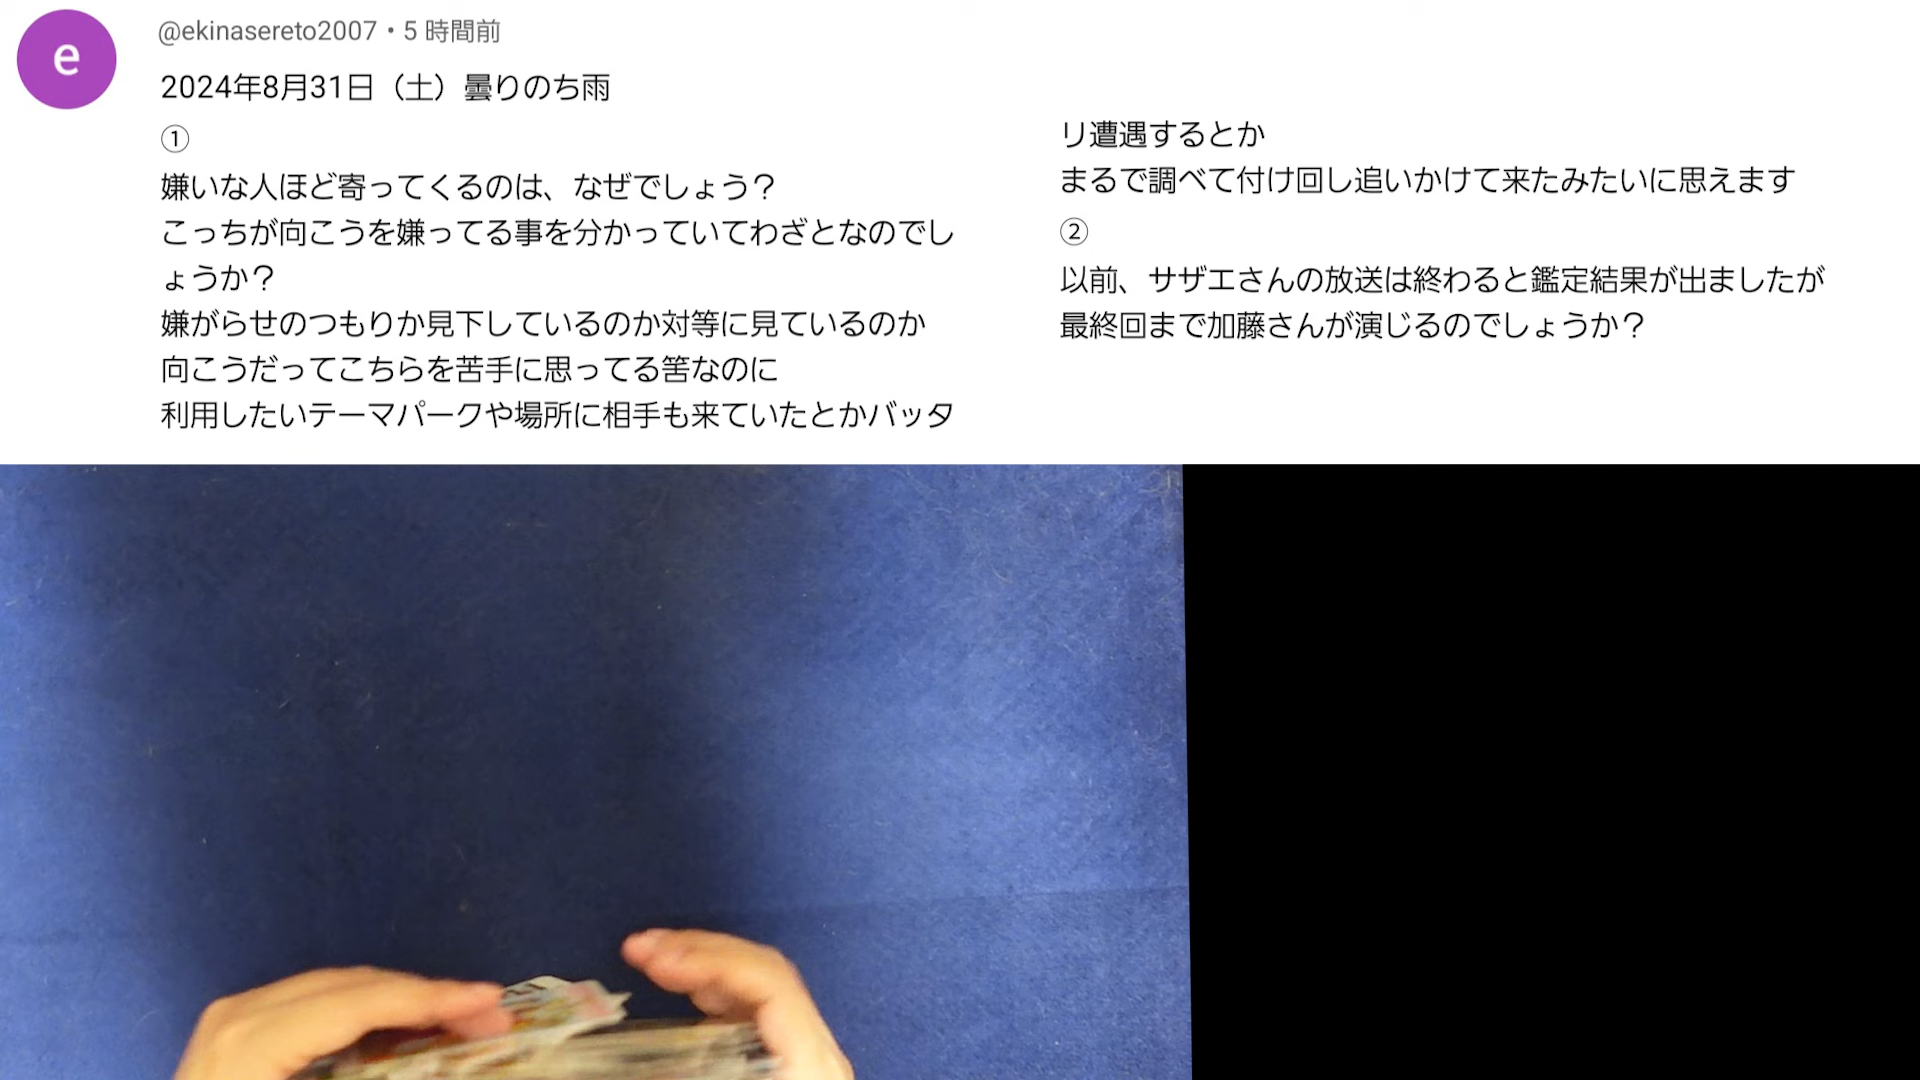 e
@ekinasereto2007・5 時間前
2024年8月31日（土）曇りのち雨
①
嫌いな人ほど寄ってくるのは、なぜでしょう？
こっちが向こうを嫌ってる事を分かっていてわざとなのでし
ょうか？
嫌がらせのつもりか見下しているのか対等に見ているのか
向こうだってこちらを苦手に思ってる筈なのに
利用したいテーマパークや場所に相手も来ていたとかバッタ
リ遭遇するとか
まるで調べて付け回し追いかけて来たみたいに思えます
②
以前、サザエさんの放送は終わると鑑定結果が出ましたが
最終回まで加藤さんが演じるのでしょうか？